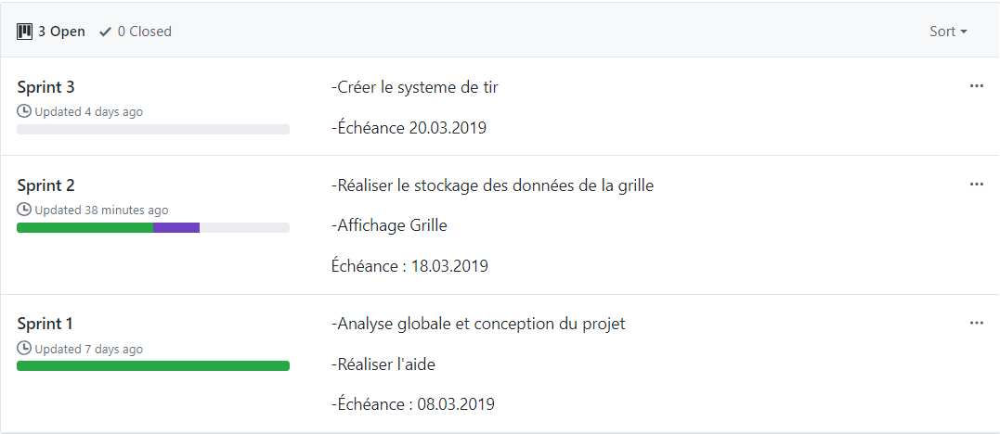 3 Open 0 Closed Sort
Sprint 3
Updated 4 days ago
-Créer le systeme de tir
-Échéance 20.03.2019
Sprint 2
Updated 38 minutes ago
-Réaliser le stockage des données de la grille
-Affichage Grille
Échéance : 18.03.2019
Sprint 1
Updated 7 days ago
-Analyse globale et conception du projet
-Réaliser l'aide
-Échéance : 08.03.2019